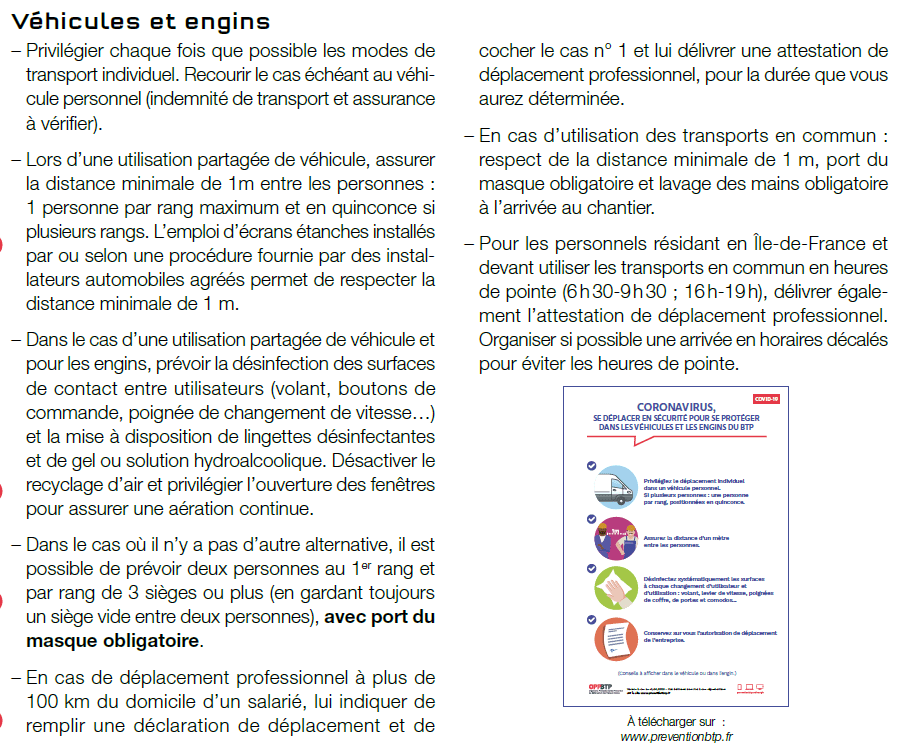 Véhicules et engins
– Privilégier chaque fois que possible les modes de
transport individuel. Recourir le cas échéant au véhi-
cule personnel (indemnité de transport et assurance
à vérifier).
– Lors d’une utilisation partagée de véhicule, assurer
la distance minimale de 1m entre les personnes :
1 personne par rang maximum et en quinconce si
plusieurs rangs. L’emploi d’écrans étanches installés
par ou selon une procédure fournie par des instal-
lateurs automobiles agréés permet de respecter la
distance minimale de 1 m.
– Dans le cas d’une utilisation partagée de véhicule et
pour les engins, prévoir la désinfection des surfaces
de contact entre utilisateurs (volant, boutons de
commande, poignée de changement de vitesse…)
et la mise à disposition de lingettes désinfectantes
et de gel ou solution hydroalcoolique. Désactiver le
recyclage d’air et privilégier l’ouverture des fenêtres
pour assurer une aération continue.
– Dans le cas où il n’y a pas d’autre alternative, il est
possible de prévoir deux personnes au 1er rang et
par rang de 3 sièges ou plus (en gardant toujours
un siège vide entre deux personnes), avec port du
masque obligatoire.
– En cas de déplacement professionnel à plus de
100 km du domicile d’un salarié, lui indiquer de
remplir une déclaration de déplacement et de
cocher le cas n° 1 et lui délivrer une attestation de
déplacement professionnel, pour la durée que vous
aurez déterminée.
– En cas d’utilisation des transports en commun :
respect de la distance minimale de 1 m, port du
masque obligatoire et lavage des mains obligatoire
à l’arrivée au chantier.
– Pour les personnels résidant en Île-de-France et
devant utiliser les transports en commun en heures
de pointe (6h30-9h30 ; 16h-19h), délivrer égale-
ment l’attestation de déplacement professionnel.
Organiser si possible une arrivée en horaires décalés
pour éviter les heures de pointe.
COVID-19
CORONAVIRUS,
SE DÉPLACER EN SÉCURITÉ POUR SE PROTÉGER
DANS LES VÉHICULES ET LES ENGINS DU BTP
Privilégiez le déplacement individuel
dans un véhicule personnel.
Si plusieurs personnes : une personne
par rang, positionnées en quinconce.
1m
Assurez la distance d’un mètre
entre les personnes.
Désinfectez systématiquement les surfaces
à chaque changement d’utilisateur et
d’utilisation : volant, levier de vitesse, poignées
de coffre, de portes et comodos...
Conservez sur vous l’autorisation de déplacement
de l’entreprise.
(Conseils à afficher dans le véhicule ou dans l’engin.)
OPPBTP
À télécharger sur :
www.preventionbtp.fr